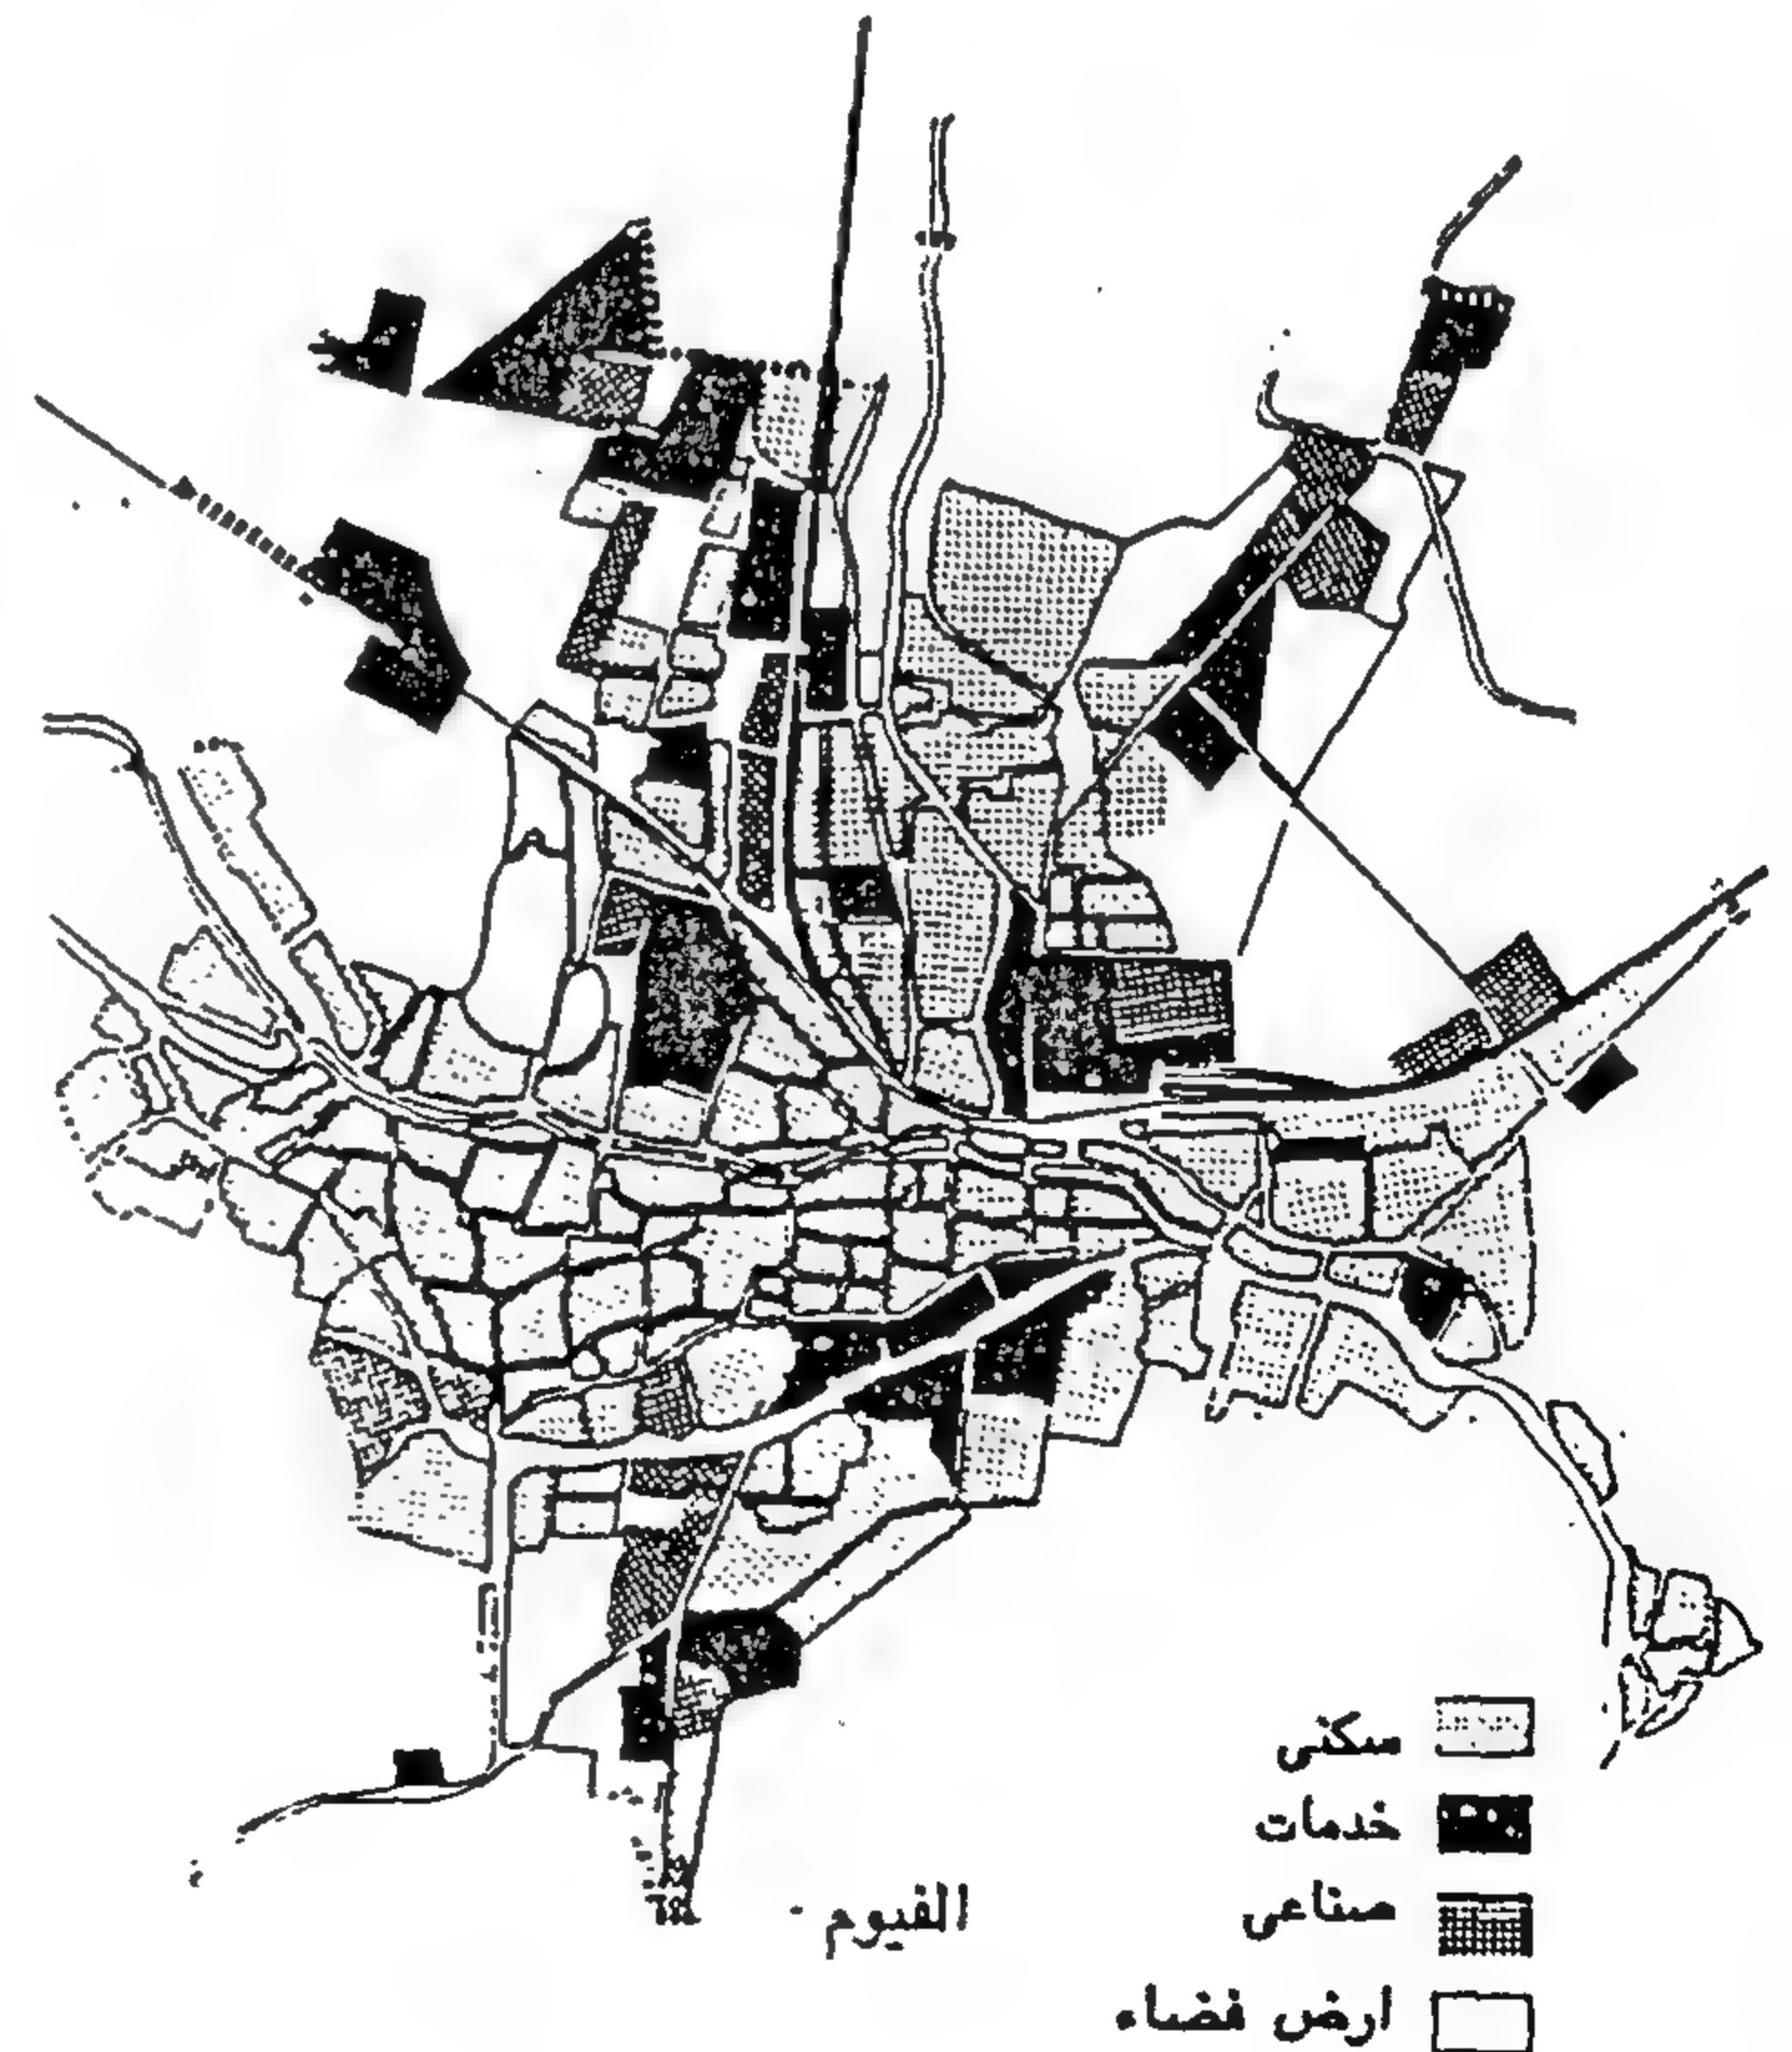 سكنى
خدمات
صناعى
ارض فضاء
الفيوم -